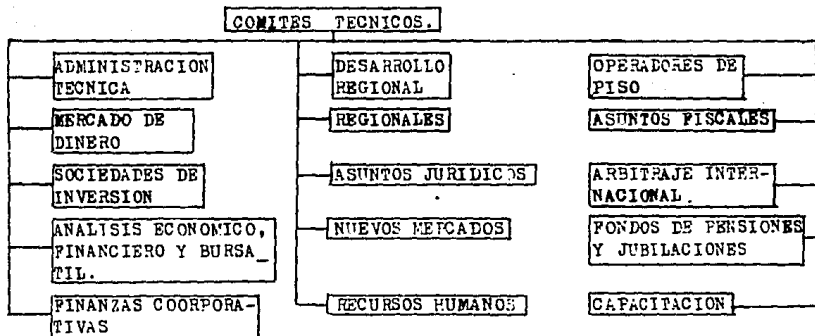 COMITES TECNICOS.
ADMINISTRACION
TECNICA
MERCADO DE
DINERO
SOCIEDADES DE
INVERSION
ANALISIS ECONOMICO,
FINANCIERO Y BURSA_
TIL.
FINANZAS COORPORA-
TIVAS
DESARROLLO
REGIONAL
REGIONALES
ASUNTOS JURIDICOS
NUEVOS MERCADOS
RECURSOS HUMANOS
OPERADORES DE
PISO
ASUNTOS FISCALES
ARBITRAJE INTER-
NACIONAL.
FONDOS DE PENSIONES
Y JUBILACIONES
CAPACITACION